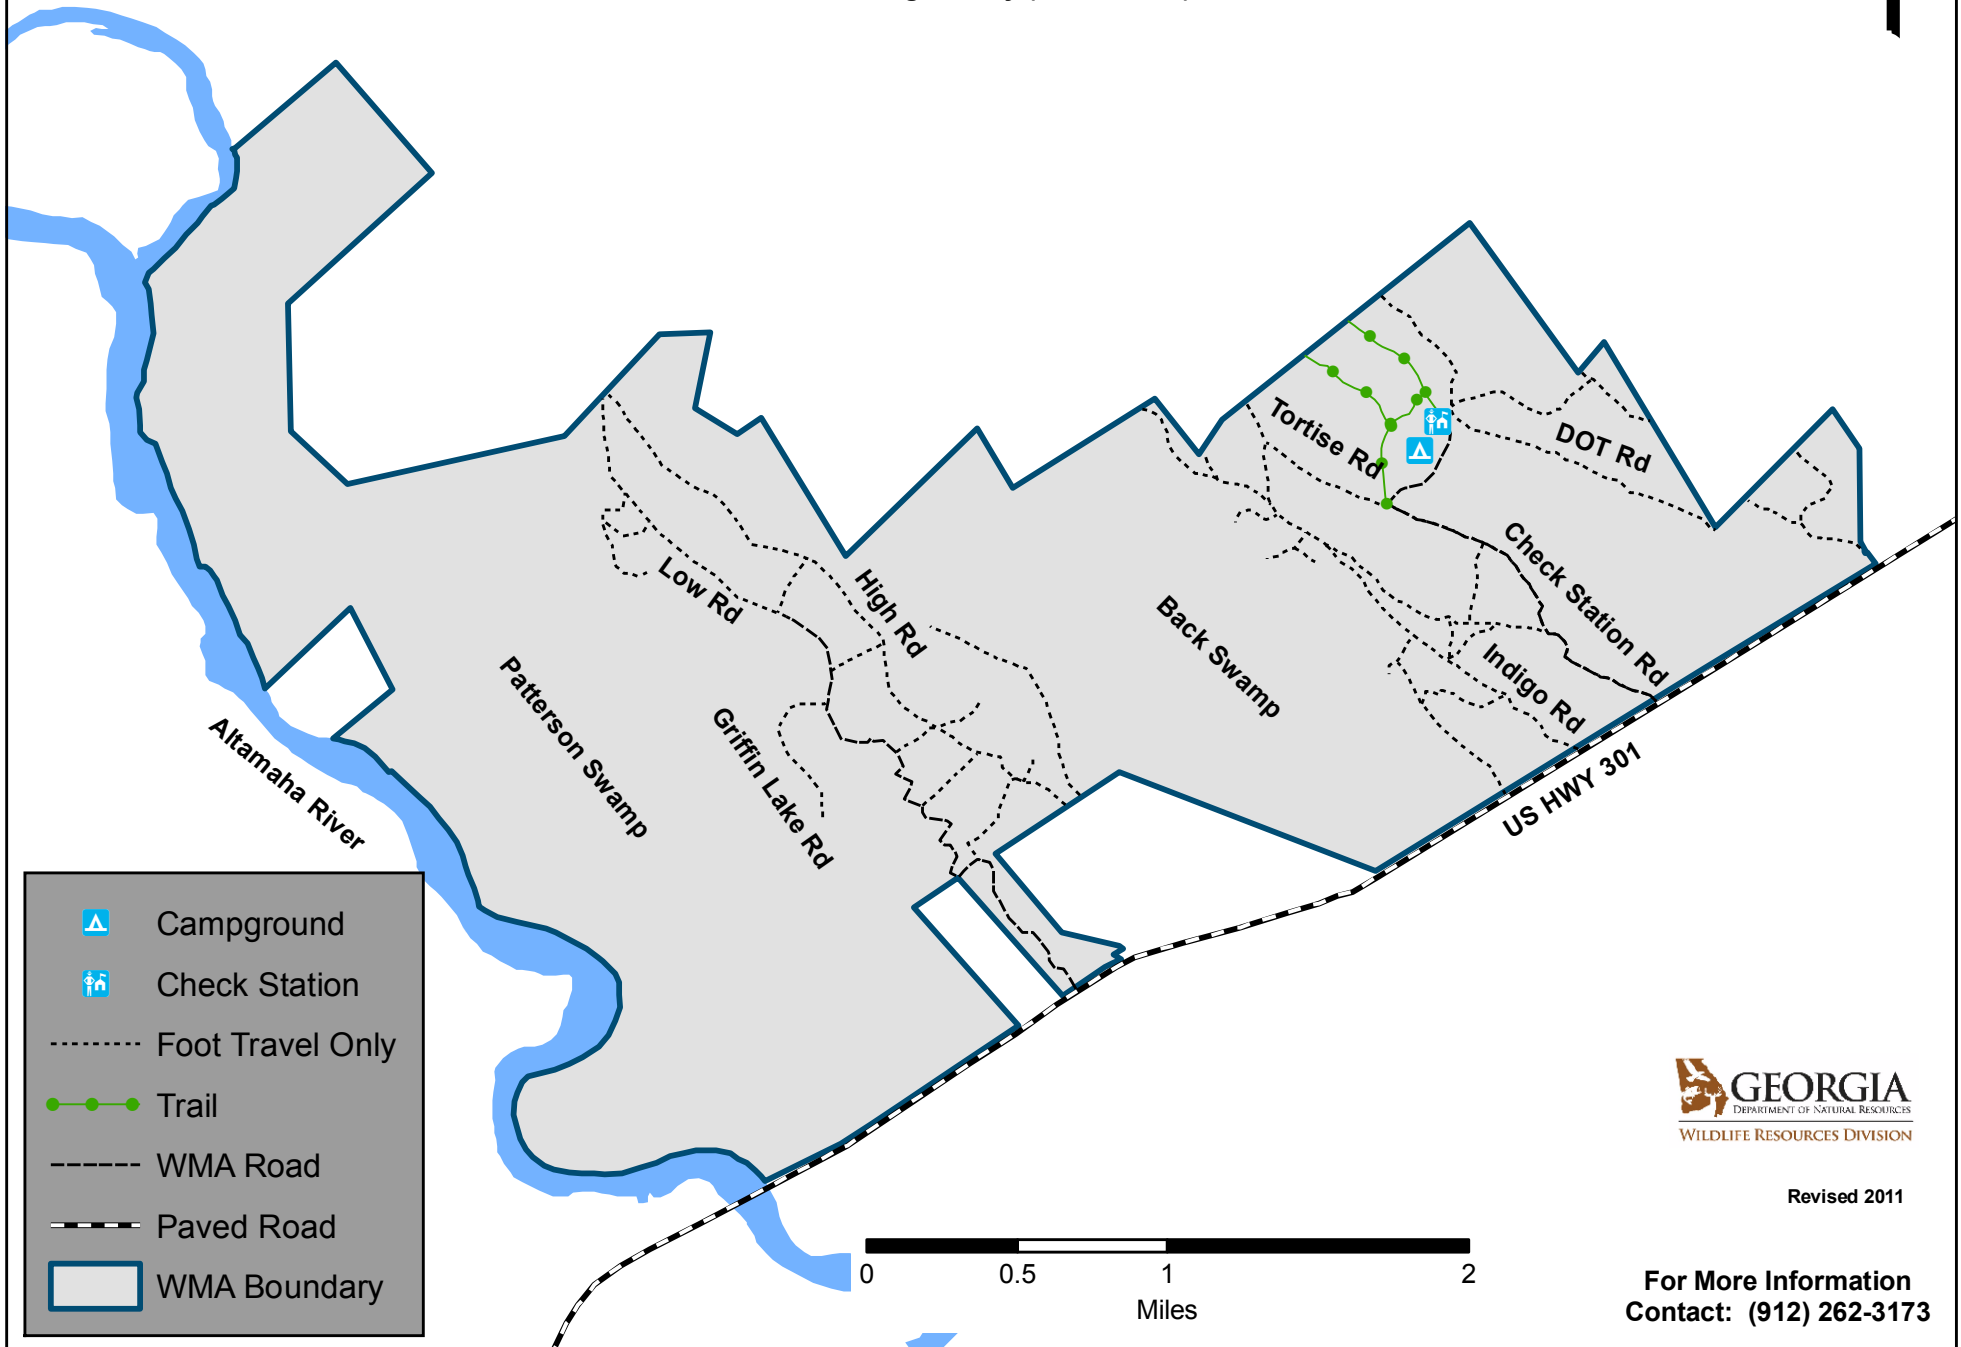 Tortise Rd
DOT Rd
Check Station Rd
Low Rd
High Rd
Back Swamp
Indigo Rd
Patterson Swamp
Griffin Lake Rd
Altamaha River
US HWY 301
Campground
Check Station
Foot Travel Only
Trail
WMA Road
Paved Road
WMA Boundary
0 0.5 1 2
Miles
GEORGIA
DEPARTMENT OF NATURAL RESOURCES
WILDLIFE RESOURCES DIVISION
Revised 2011
For More Information
Contact: (912) 262-3173